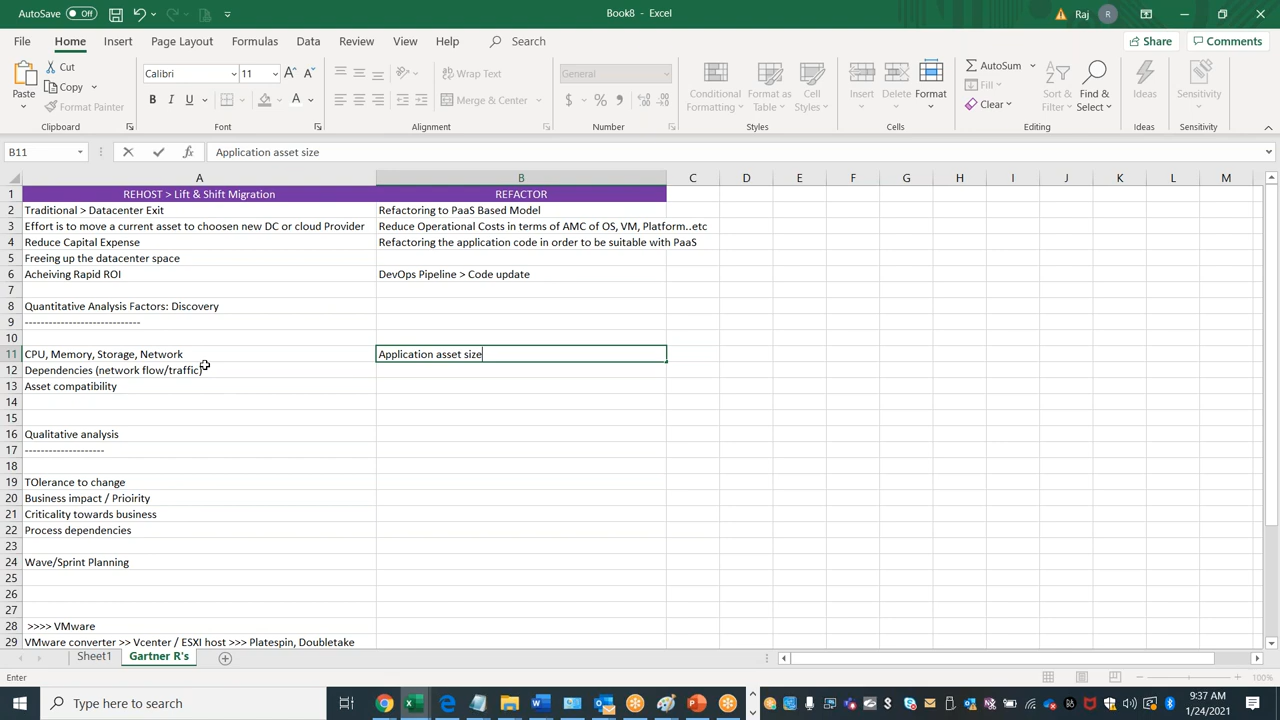 AutoSave Off Book8 - Excel Raj R
File Home Insert Page Layout Formulas Data Review View Help Search Share Comments
Paste Cut Copy Format Painter Clipboard
Calibri 11 A A B I U A Font
Wrap Text Merge & Center Alignment
General $ % Number
Conditional Formatting Format as Table Cell Styles Styles
Insert Delete Format Cells
AutoSum Fill Clear Sort & Filter Find & Select Editing
Ideas Ideas
Sensitivity Sensitivity
B11 fx Application asset size
A B C D E F G H I J K L M
1 REHOST > Lift & Shift Migration REFACTOR
2 Traditional > Datacenter Exit Refactoring to PaaS Based Model
3 Effort is to move a current asset to choosen new DC or cloud Provider Reduce Operational Costs in terms of AMC of OS, VM, Platform..etc
4 Reduce Capital Expense Refactoring the application code in order to be suitable with PaaS
5 Freeing up the datacenter space
6 Acheiving Rapid ROI DevOps Pipeline > Code update
7
8 Quantitative Analysis Factors: Discovery
9 -----------------------------
10
11 CPU, Memory, Storage, Network Application asset size
12 Dependencies (network flow/traffic)
13 Asset compatibility
14
15
16 Qualitative analysis
17 --------------------
18
19 TOlerance to change
20 Business impact / Prioirity
21 Criticality towards business
22 Process dependencies
23
24 Wave/Sprint Planning
25
26
27
28 >>>> VMware
29 VMware converter >> Vcenter / ESXI host >>> Platespin, Doubletake
Sheet1 Gartner R's
Enter 100%
Type here to search
9:37 AM
1/24/2021